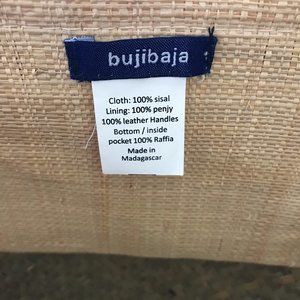 bujibaja
Cloth: 100% sisal
Lining: 100% penjy
100% leather Handles
Bottom / inside
pocket 100% Raffia
Made in
Madagascar